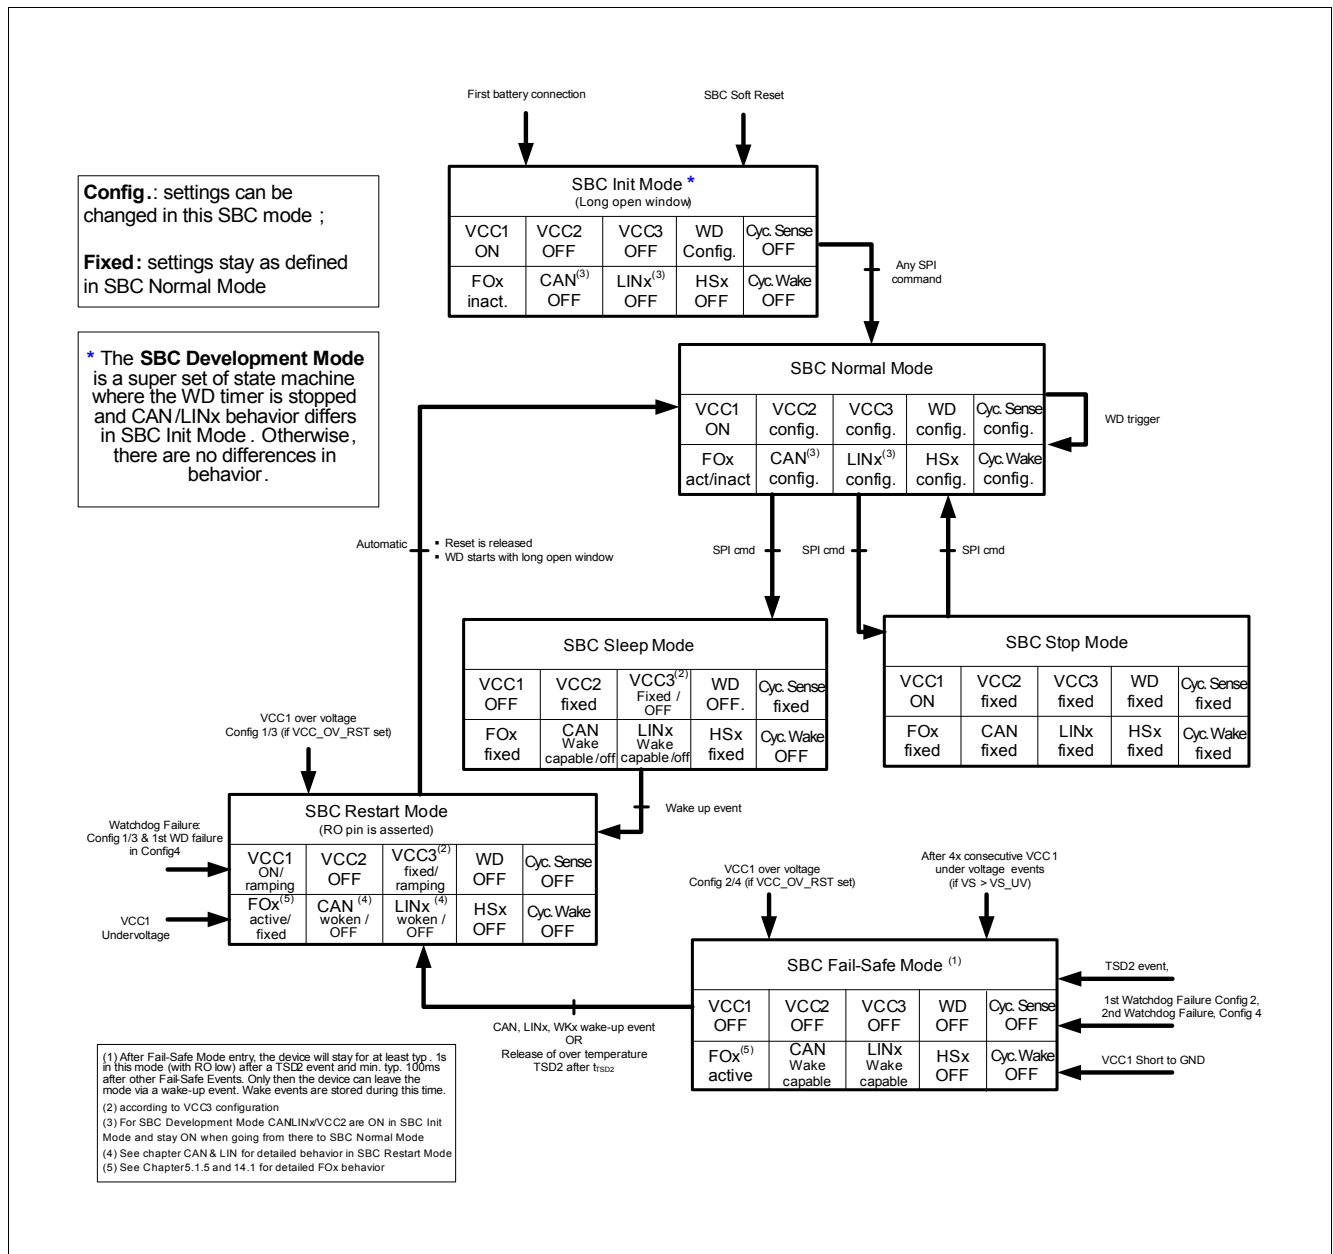 First battery connection
SBC Soft Reset
Config.: settings can be
changed in this SBC mode ;
Fixed: settings stay as defined
in SBC Normal Mode
* The SBC Development Mode
is a super set of state machine
where the WD timer is stopped
and CAN/LINx behavior differs
in SBC Init Mode . Otherwise,
there are no differences in
behavior.
SBC Init Mode *
(Long open window)
VCC1 VCC2 VCC3 WD Cyc. Sense
ON OFF OFF Config. OFF
FOx CAN(3) LINx(3) HSx Cyc. Wake
inact. OFF OFF OFF OFF
Any SPI
command
SBC Normal Mode
VCC1 VCC2 VCC3 WD Cyc. Sense
ON config. config. config. config.
FOx CAN(3) LINx(3) HSx Cyc. Wake
act/inact config. config. config. config.
WD trigger
Automatic
▪ Reset is released
▪ WD starts with long open window
SPI cmd
SPI cmd
SPI cmd
SBC Sleep Mode
VCC1 VCC2 VCC3(2) WD Cyc. Sense
OFF fixed Fixed / OFF OFF. fixed
FOx CAN LINx HSx Cyc. Wake
fixed Wake capable /off Wake capable /off fixed OFF
SBC Stop Mode
VCC1 VCC2 VCC3 WD Cyc. Sense
ON fixed fixed fixed fixed
FOx CAN LINx HSx Cyc. Wake
fixed fixed fixed fixed fixed
VCC1 over voltage
Config 1/3 (if VCC_OV_RST set)
Wake up event
Watchdog Failure:
Config 1/3 & 1st WD failure
in Config4
VCC1
Undervoltage
SBC Restart Mode
(RO pin is asserted)
VCC1 VCC2 VCC3(2) WD Cyc. Sense
ON/ ramping OFF fixed/ ramping OFF OFF
FOx(5) CAN (4) LINx (4) HSx Cyc. Wake
active/ fixed woken / OFF woken / OFF OFF OFF
VCC1 over voltage
Config 2/4 (if VCC_OV_RST set)
After 4x consecutive VCC1
under voltage events
(if VS > VS_UV)
SBC Fail-Safe Mode (1)
VCC1 VCC2 VCC3 WD Cyc. Sense
OFF OFF OFF OFF OFF
FOx(5) CAN LINx HSx Cyc. Wake
active Wake capable Wake capable OFF OFF
TSD2 event,
1st Watchdog Failure Config 2,
2nd Watchdog Failure, Config 4
VCC1 Short to GND
CAN, LINx, WKx wake-up event
OR
Release of over temperature
TSD2 after tTSD2
(1) After Fail-Safe Mode entry, the device will stay for at least typ . 1s
in this mode (with RO low) after a TSD2 event and min. typ. 100ms
after other Fail-Safe Events. Only then the device can leave the
mode via a wake-up event. Wake events are stored during this time.
(2) according to VCC3 configuration
(3) For SBC Development Mode CAN/LINx/VCC2 are ON in SBC Init
Mode and stay ON when going from there to SBC Normal Mode
(4) See chapter CAN & LIN for detailed behavior in SBC Restart Mode
(5) See Chapter 5.1.5 and 14.1 for detailed FOx behavior